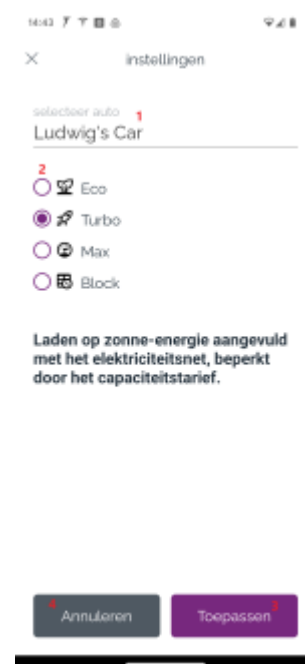 14:43
instellingen
selecteer auto 1
Ludwig's Car
2
Eco
Turbo
Max
Block
Laden op zonne-energie aangevuld
met het elektriciteitsnet, beperkt
door het capaciteitstarief.
4 Annuleren
Toepassen 3